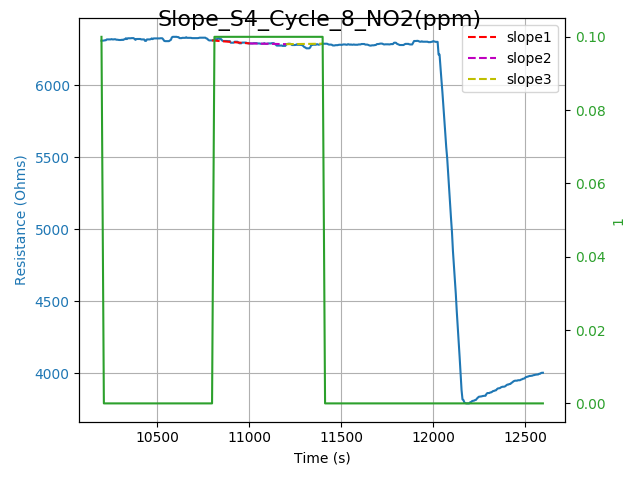 Slope_S4_Cycle_8_NO2(ppm)
slope1
slope2
slope3
6000
5500
5000
4500
4000
Resistance (Ohms)
0.10
0.08
0.06
0.04
0.02
0.00
1
10500 11000 11500 12000 12500
Time (s)